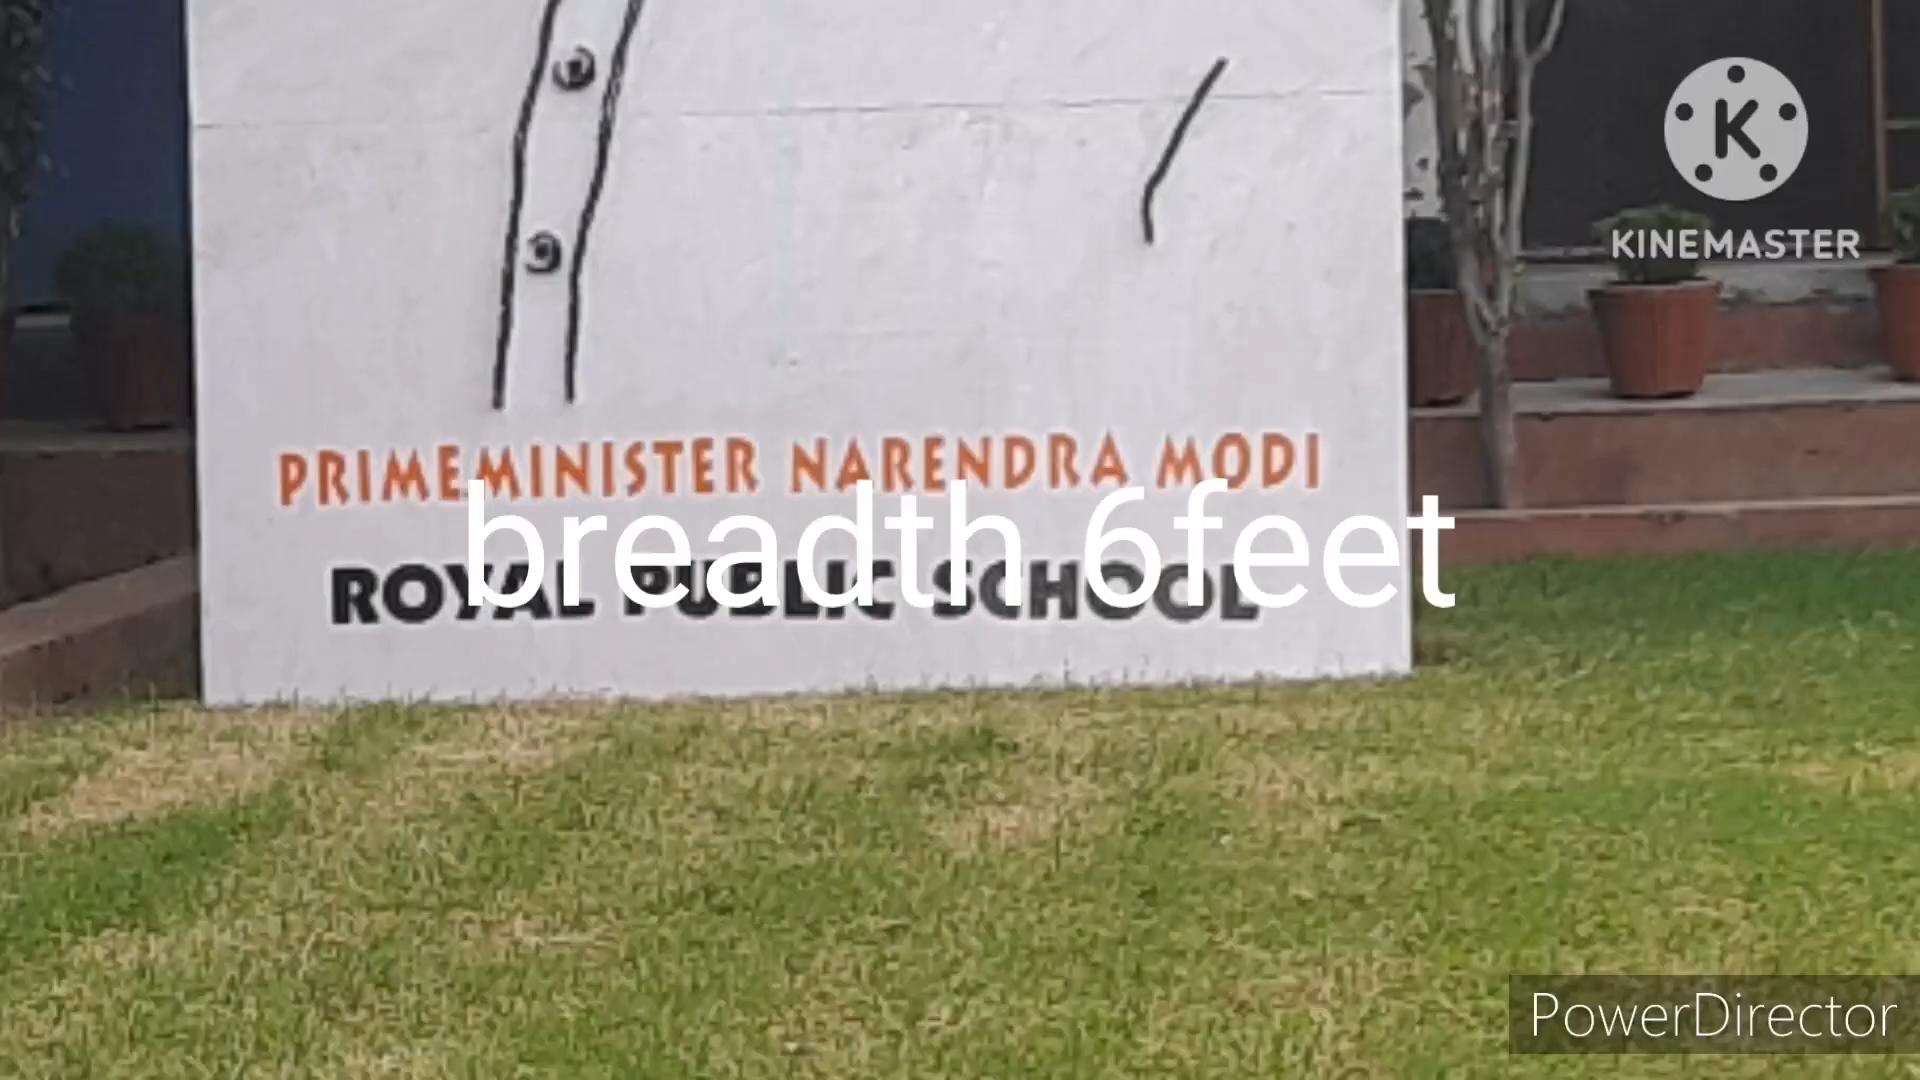 K
KINEMASTER
PRIMEMINISTER NARENDRA MODI
breadth 6feet
ROYAL PUBLIC SCHOOL
PowerDirector